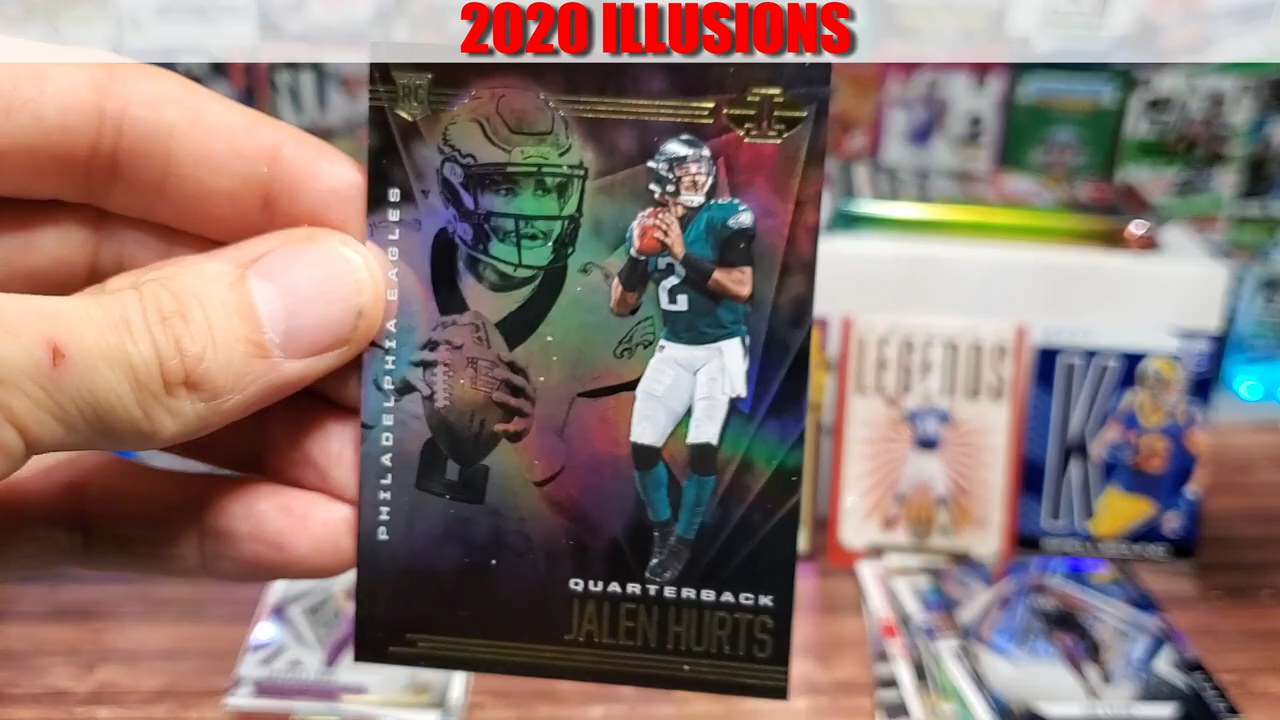 2020 ILLUSIONS
RC
PHILADELPHIA EAGLES
2
QUARTERBACK
JALEN HURTS
LEGENDS
K